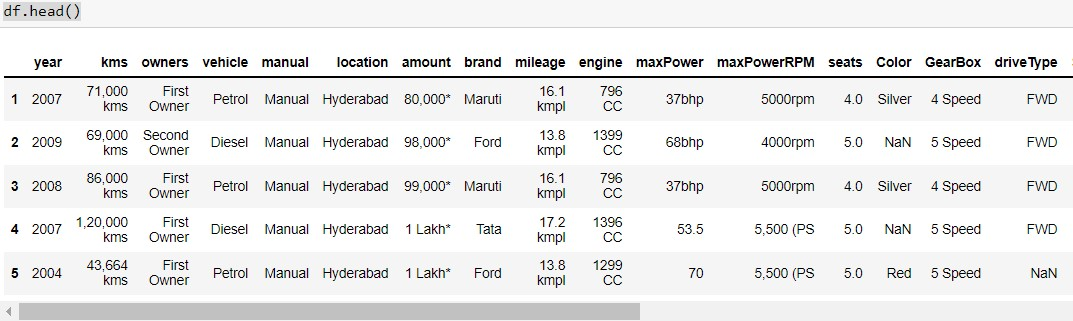 df.head()
year kms owners vehicle manual location amount brand mileage engine maxPower maxPowerRPM seats Color GearBox driveType
1 2007 71,000 kms First Owner Petrol Manual Hyderabad 80,000* Maruti 16.1 kmpl 796 CC 37bhp 5000rpm 4.0 Silver 4 Speed FWD
2 2009 69,000 kms Second Owner Diesel Manual Hyderabad 98,000* Ford 13.8 kmpl 1399 CC 68bhp 4000rpm 5.0 NaN 5 Speed FWD
3 2008 86,000 kms First Owner Petrol Manual Hyderabad 99,000* Maruti 16.1 kmpl 796 CC 37bhp 5000rpm 4.0 Silver 4 Speed FWD
4 2007 1,20,000 kms First Owner Diesel Manual Hyderabad 1 Lakh* Tata 17.2 kmpl 1396 CC 53.5 5,500 (PS 5.0 NaN 5 Speed FWD
5 2004 43,664 kms First Owner Petrol Manual Hyderabad 1 Lakh* Ford 13.8 kmpl 1299 CC 70 5,500 (PS 5.0 Red 5 Speed NaN